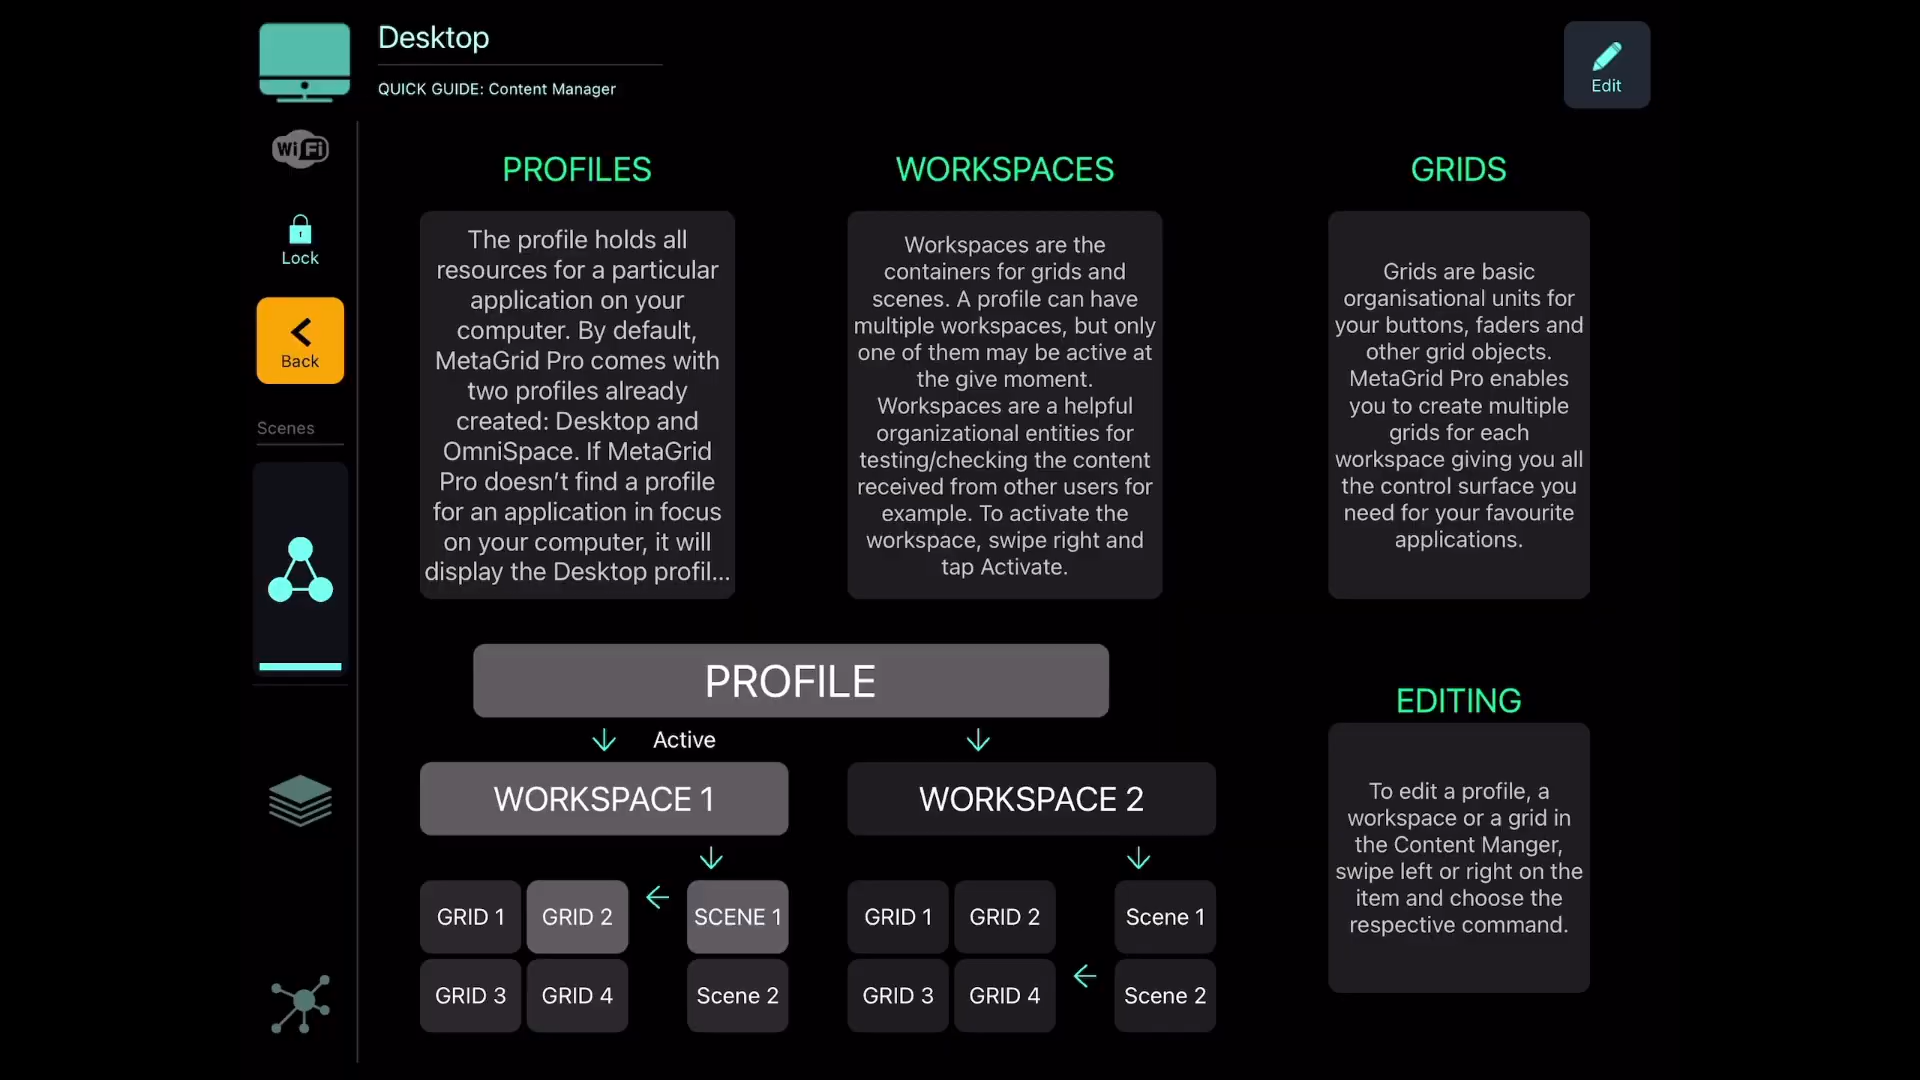 Desktop
QUICK GUIDE: Content Manager
Edit
WiFi
Lock
Back
Scenes
PROFILES
The profile holds all
resources for a particular
application on your
computer. By default,
MetaGrid Pro comes with
two profiles already
created: Desktop and
OmniSpace. If MetaGrid
Pro doesn’t find a profile
for an application in focus
on your computer, it will
display the Desktop profil...
WORKSPACES
Workspaces are the
containers for grids and
scenes. A profile can have
multiple workspaces, but only
one of them may be active at
the give moment.
Workspaces are a helpful
organizational entities for
testing/checking the content
received from other users for
example. To activate the
workspace, swipe right and
tap Activate.
GRIDS
Grids are basic
organisational units for
your buttons, faders and
other grid objects.
MetaGrid Pro enables
you to create multiple
grids for each
workspace giving you all
the control surface you
need for your favourite
applications.
PROFILE
Active
WORKSPACE 1
WORKSPACE 2
GRID 1
GRID 2
SCENE 1
GRID 3
GRID 4
Scene 2
GRID 1
GRID 2
Scene 1
GRID 3
GRID 4
Scene 2
EDITING
To edit a profile, a
workspace or a grid in
the Content Manger,
swipe left or right on the
item and choose the
respective command.